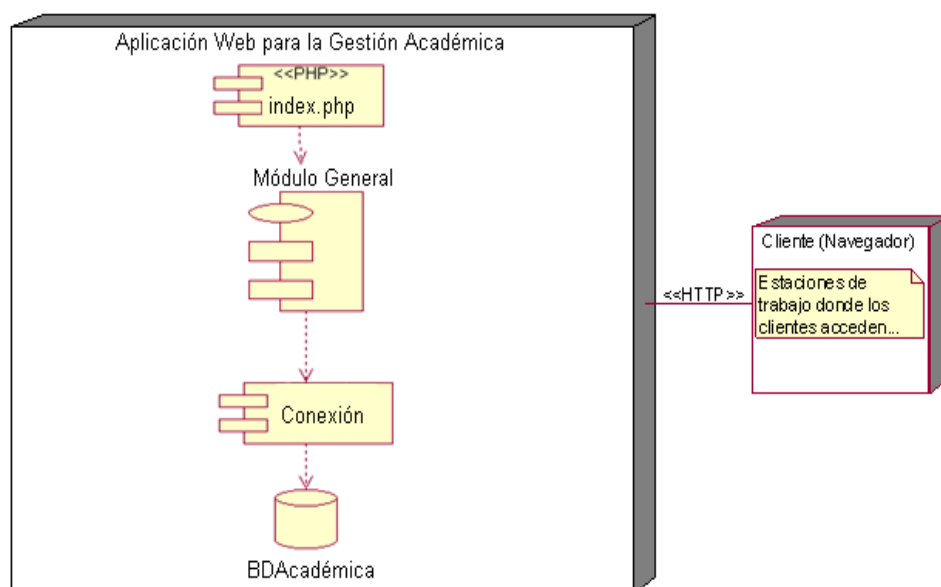 Aplicación Web para la Gestión Académica
<<PHP>>
index.php
Módulo General
Conexión
BDAcadémica
<<HTTP>>
Cliente (Navegador)
Estaciones de
trabajo donde los
clientes acceden...